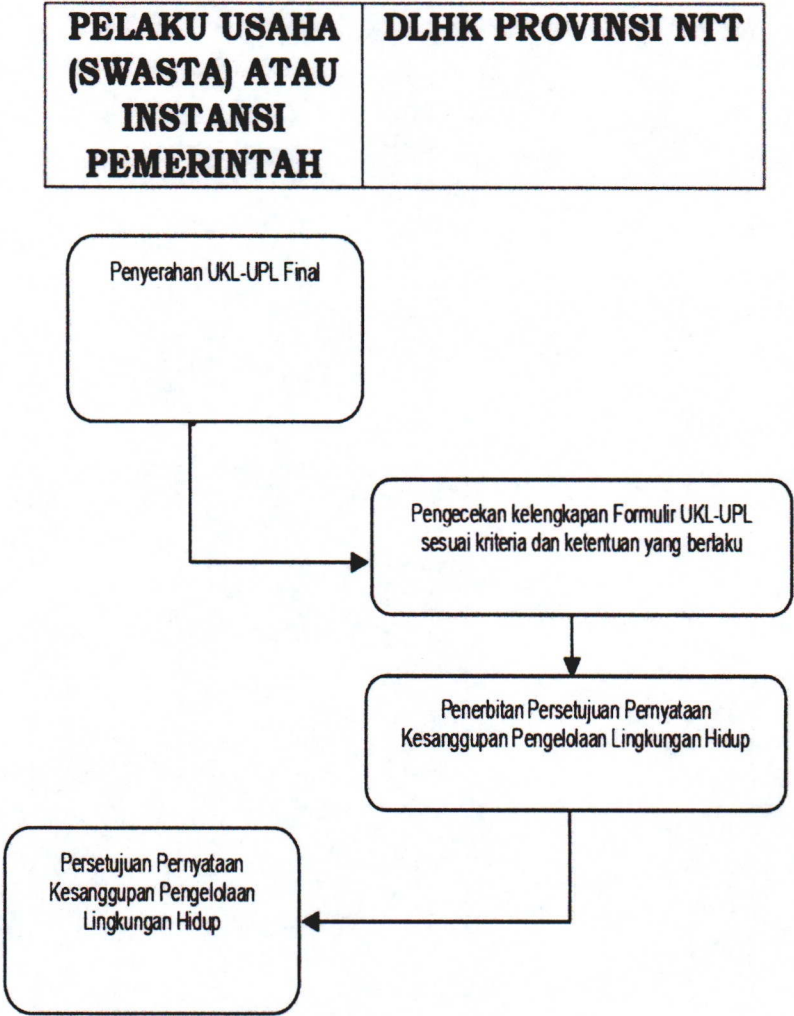 PELAKU USAHA
(SWASTA) ATAU
INSTANSI
PEMERINTAH
DLHK PROVINSI NTT
Penyerahan UKL-UPL Final
Pengecekan kelengkapan Formulir UKL-UPL
sesuai kriteria dan ketentuan yang berlaku
Penerbitan Persetujuan Pernyataan
Kesanggupan Pengelolaan Lingkungan Hidup
Persetujuan Pernyataan
Kesanggupan Pengelolaan
Lingkungan Hidup